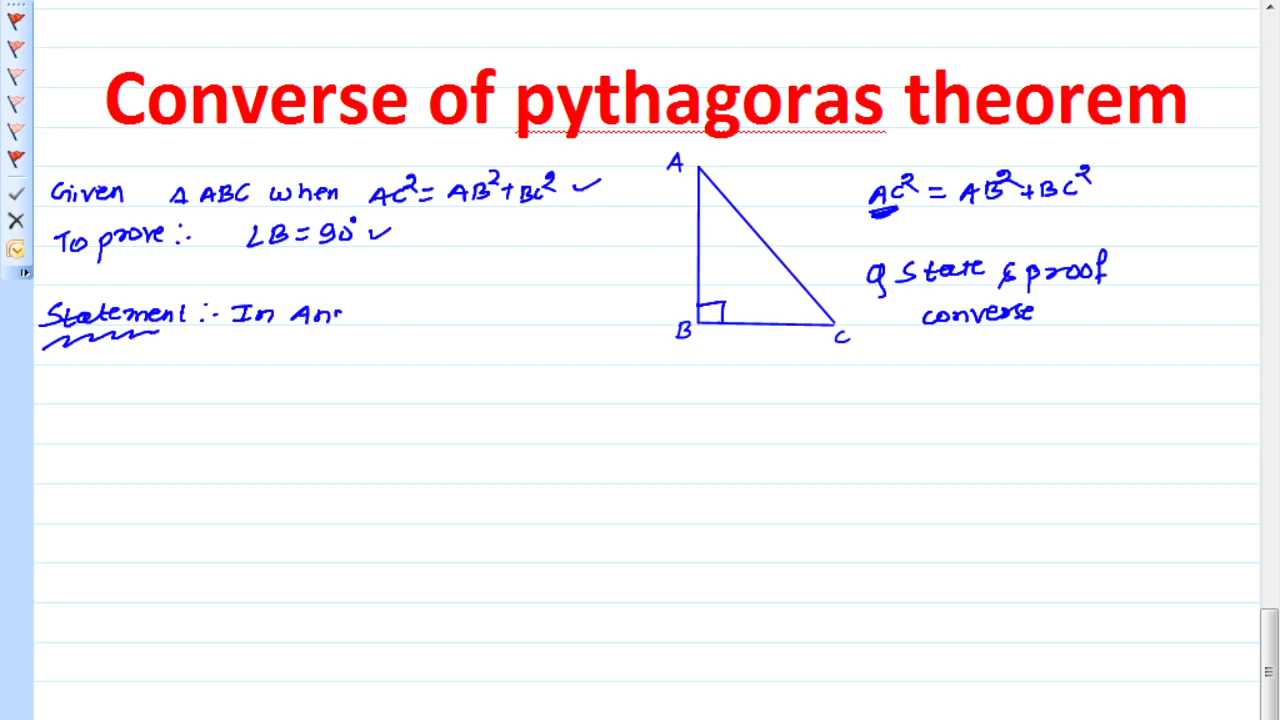 Converse of pythagoras theorem
Given Δ ABC when AC² = AB² + BC² ✓
To prove :. ∠B = 90° ✓
Statement :- In An
A
B
C
AC² = AB² + BC²
Q State & proof
converse